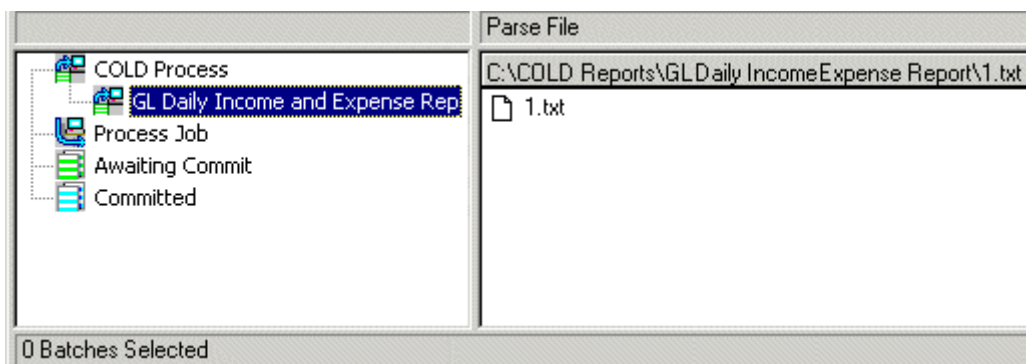 Parse File
COLD Process
GL Daily Income and Expense Rep
Process Job
Awaiting Commit
Committed
C:\COLD Reports\GLDaily IncomeExpense Report\1.txt
1.txt
0 Batches Selected